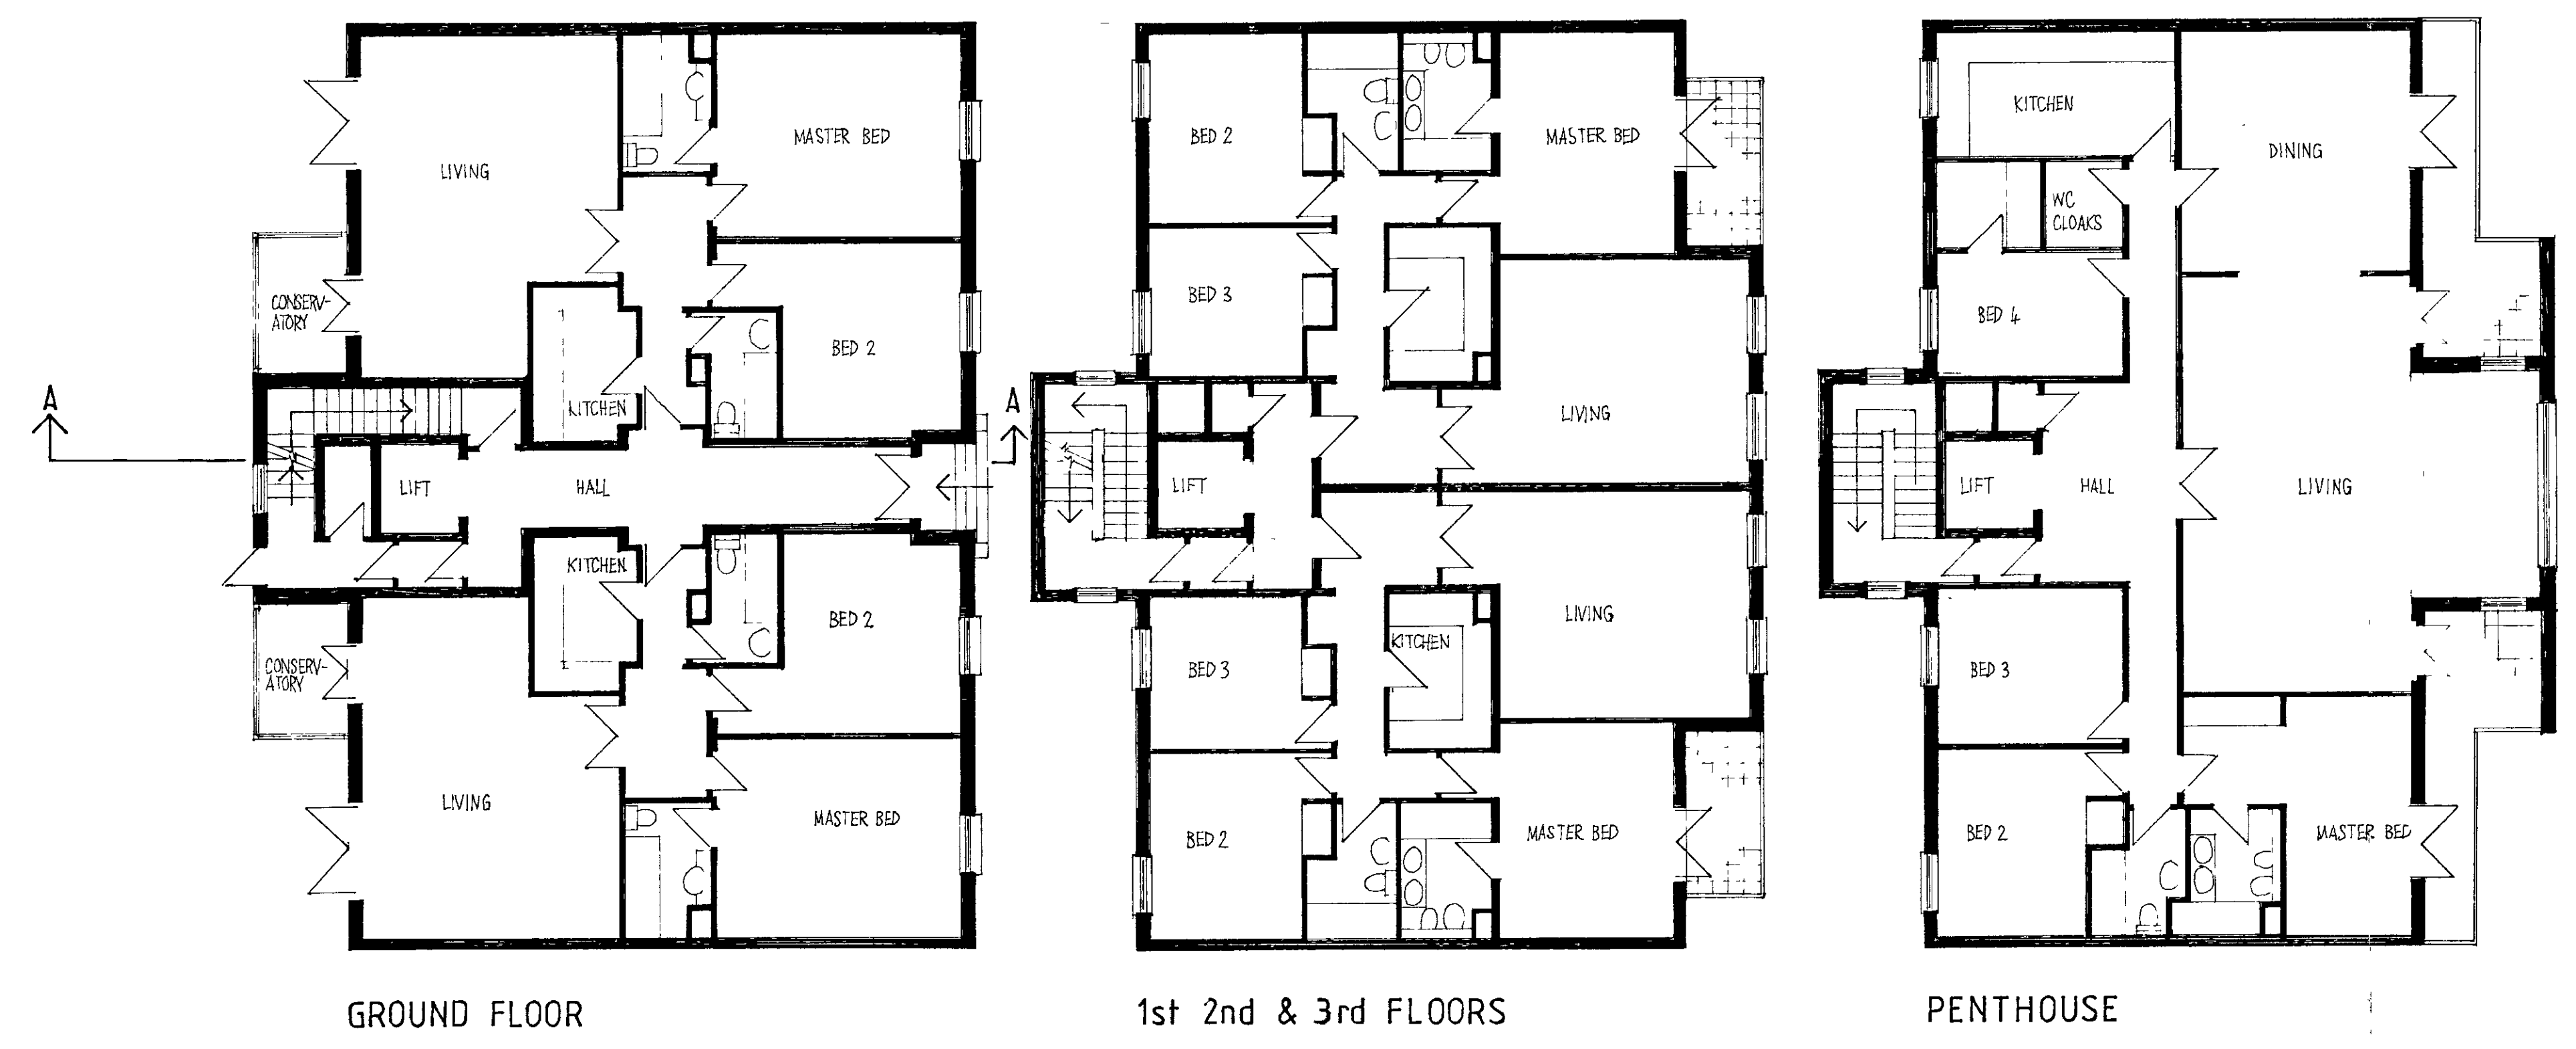 MASTER BED
LIVING
CONSERV-
ATORY
BED 2
KITCHEN
A
A
LIFT
HALL
KITCHEN
BED 2
CONSERV-
ATORY
LIVING
MASTER BED
GROUND FLOOR
BED 2
MASTER BED
BED 3
LIVING
LIFT
LIVING
KITCHEN
BED 3
BED 2
MASTER BED
1st 2nd & 3rd FLOORS
KITCHEN
DINING
WC
CLOAKS
BED 4
LIFT
HALL
LIVING
BED 3
BED 2
MASTER BED
PENTHOUSE